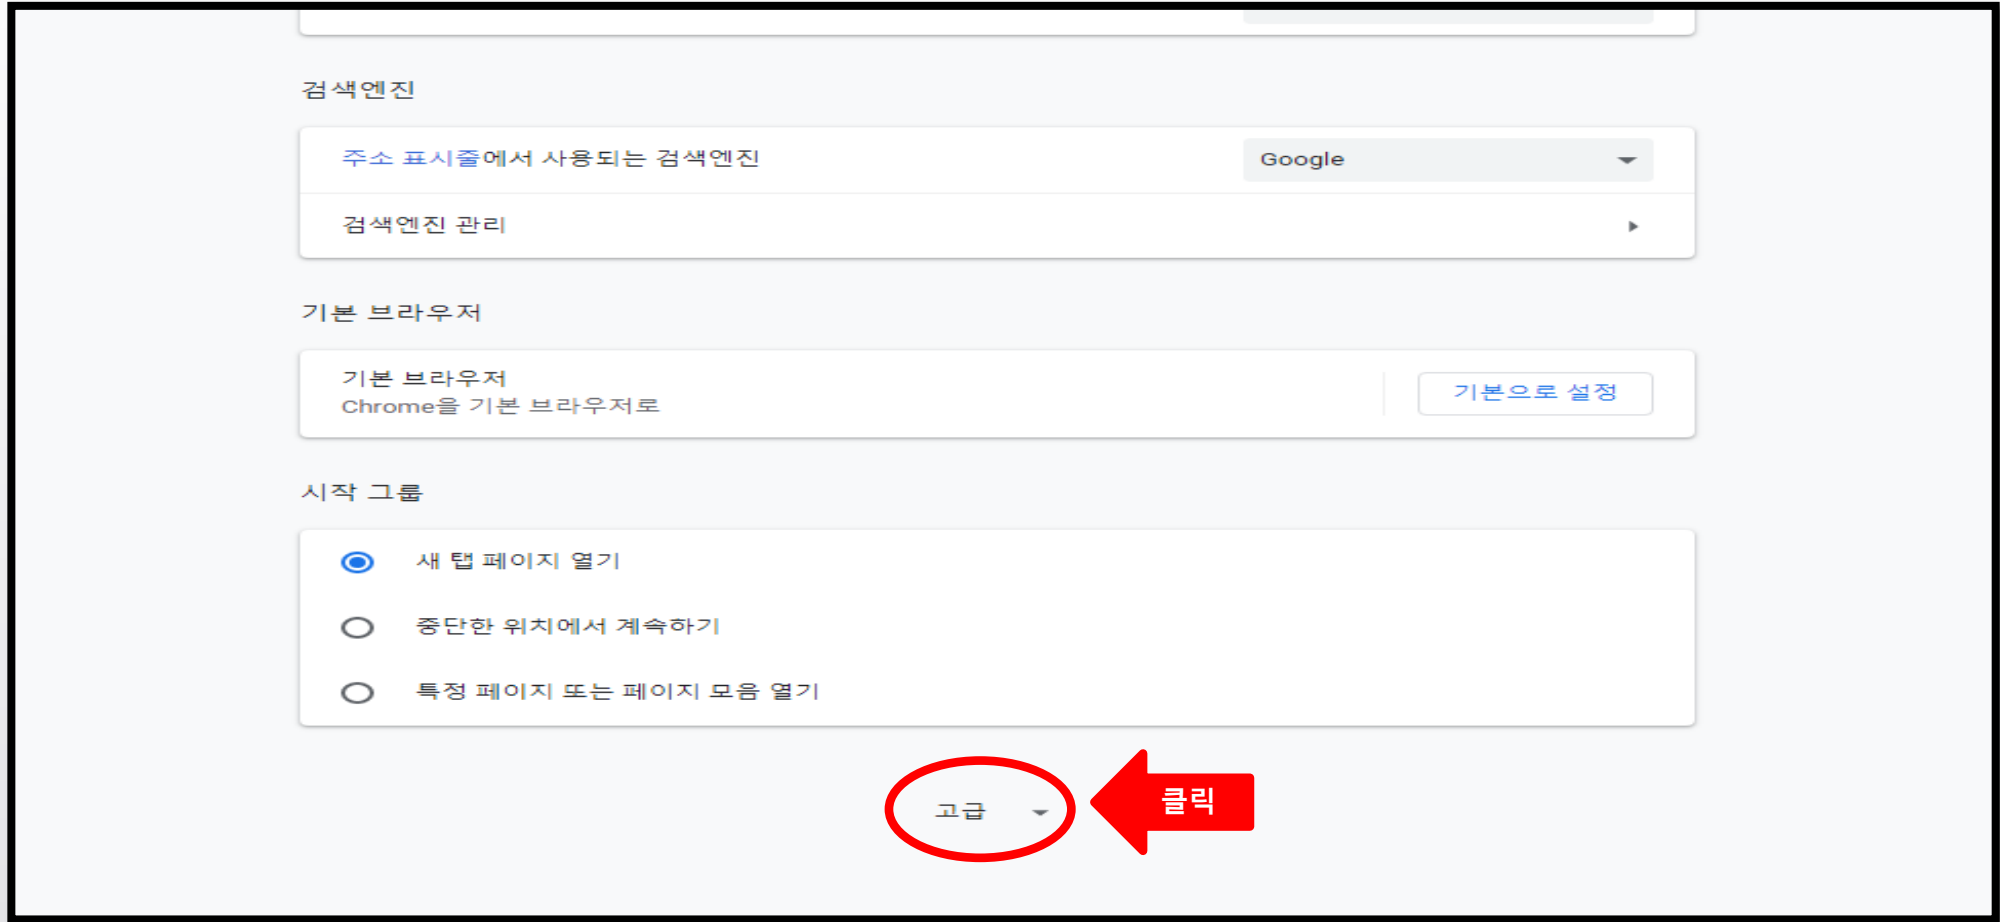 검색엔진
주소 표시줄에서 사용되는 검색엔진
Google
검색엔진 관리
기본 브라우저
기본 브라우저
Chrome을 기본 브라우저로
기본으로 설정
시작 그룹
새 탭 페이지 열기
중단한 위치에서 계속하기
특정 페이지 또는 페이지 모음 열기
고급
클릭